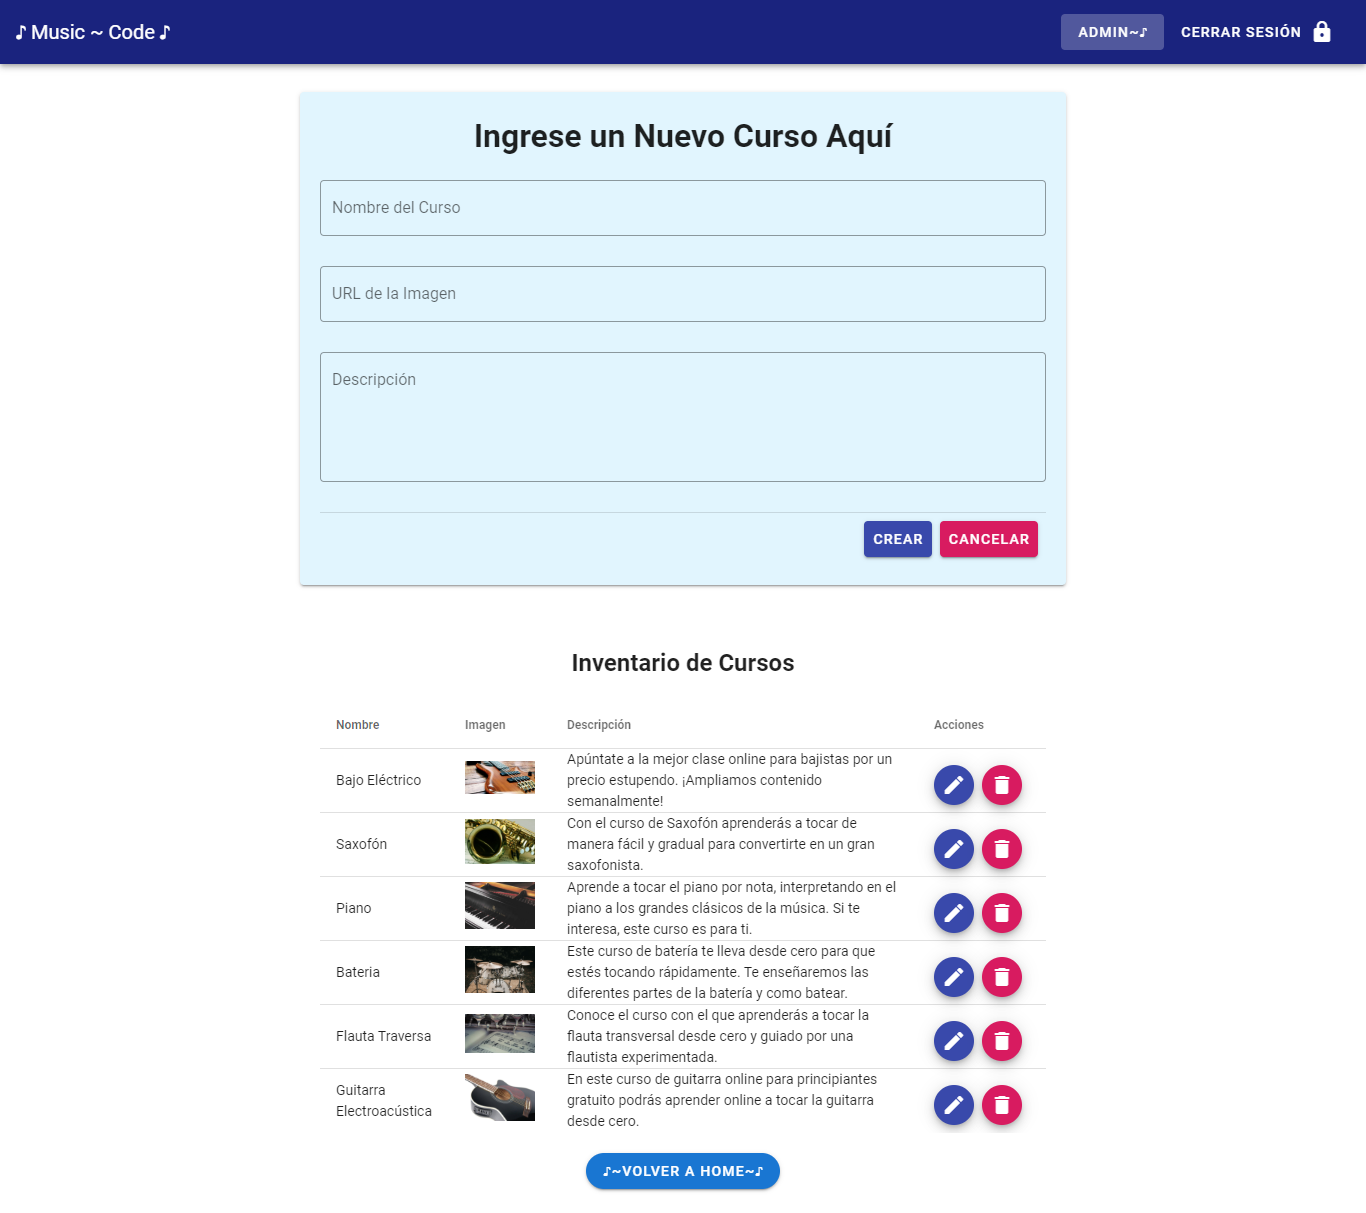 ♪ Music ~ Code ♪
ADMIN~♪
CERRAR SESIÓN
Ingrese un Nuevo Curso Aquí
Nombre del Curso
URL de la Imagen
Descripción
CREAR
CANCELAR
Inventario de Cursos
Nombre Imagen Descripción Acciones
Bajo Eléctrico
Apúntate a la mejor clase online para bajistas por un
precio estupendo. ¡Ampliamos contenido
semanalmente!
Saxofón
Con el curso de Saxofón aprenderás a tocar de
manera fácil y gradual para convertirte en un gran
saxofonista.
Piano
Aprende a tocar el piano por nota, interpretando en el
piano a los grandes clásicos de la música. Si te
interesa, este curso es para ti.
Bateria
Este curso de batería te lleva desde cero para que
estés tocando rápidamente. Te enseñaremos las
diferentes partes de la batería y como batear.
Flauta Traversa
Conoce el curso con el que aprenderás a tocar la
flauta transversal desde cero y guiado por una
flautista experimentada.
Guitarra
Electroacústica
En este curso de guitarra online para principiantes
gratuito podrás aprender online a tocar la guitarra
desde cero.
♪~VOLVER A HOME~♪